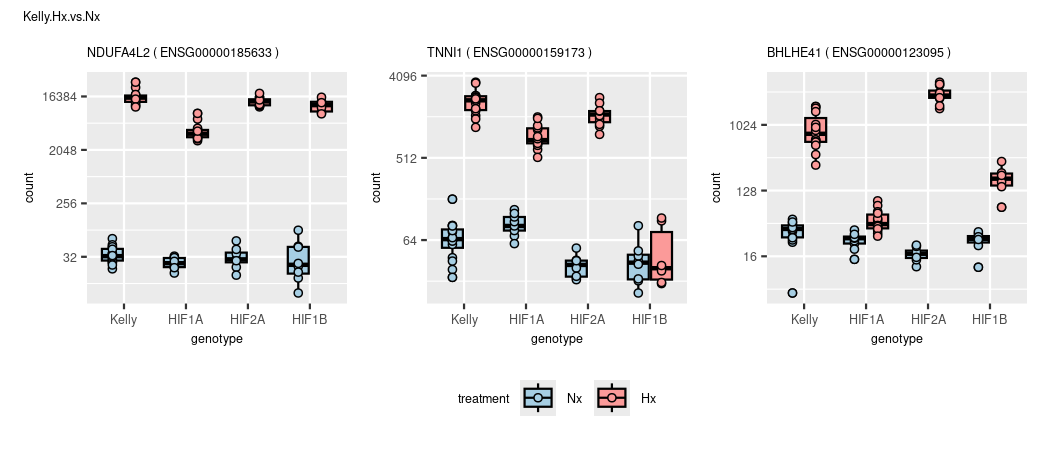 Kelly.Hx.vs.Nx
NDUFA4L2 ( ENSG00000185633 )
16384
2048
256
32
count
Kelly HIF1A HIF2A HIF1B
genotype
TNNI1 ( ENSG00000159173 )
4096
512
64
count
Kelly HIF1A HIF2A HIF1B
genotype
BHLHE41 ( ENSG00000123095 )
1024
128
16
count
Kelly HIF1A HIF2A HIF1B
genotype
treatment Nx Hx